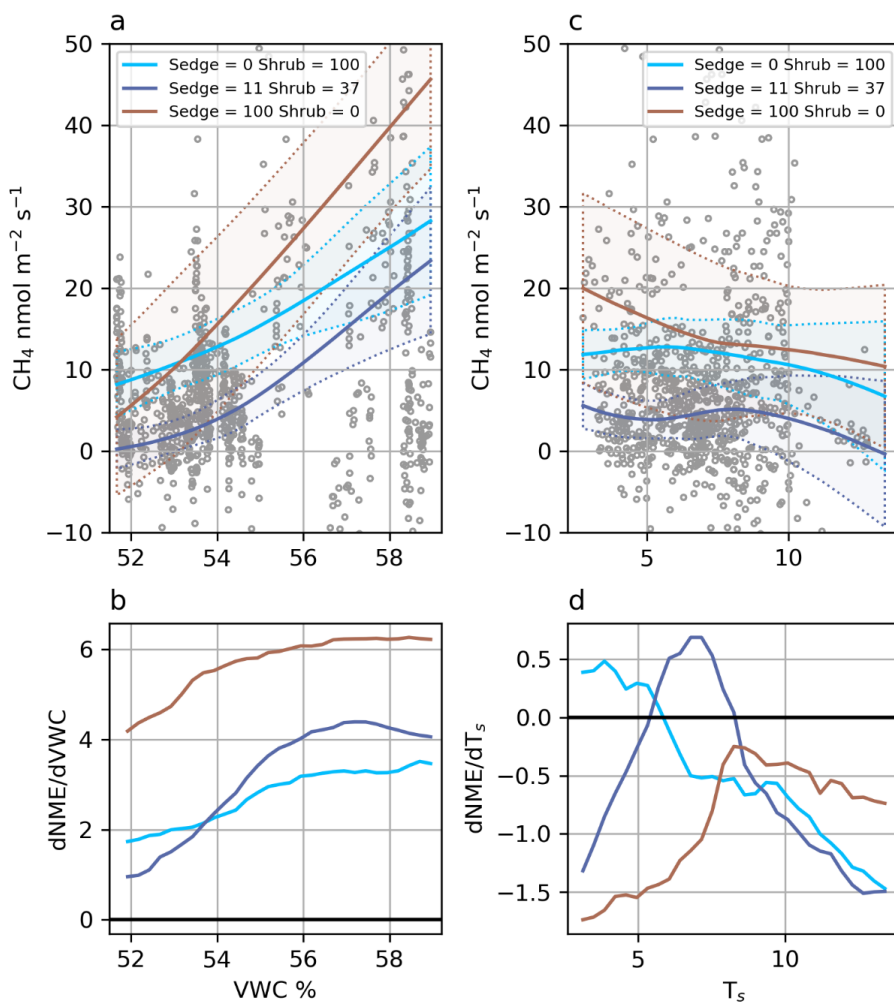 a
50
40
30
20
10
0
−10
CH₄ nmol m⁻² s⁻¹
Sedge = 0 Shrub = 100
Sedge = 11 Shrub = 37
Sedge = 100 Shrub = 0
52 54 56 58
c
50
40
30
20
10
0
−10
CH₄ nmol m⁻² s⁻¹
Sedge = 0 Shrub = 100
Sedge = 11 Shrub = 37
Sedge = 100 Shrub = 0
5 10
b
6
4
2
0
dNME/dVWC
52 54 56 58
VWC %
d
0.5
0.0
−0.5
−1.0
−1.5
dNME/dTₛ
5 10
Tₛ